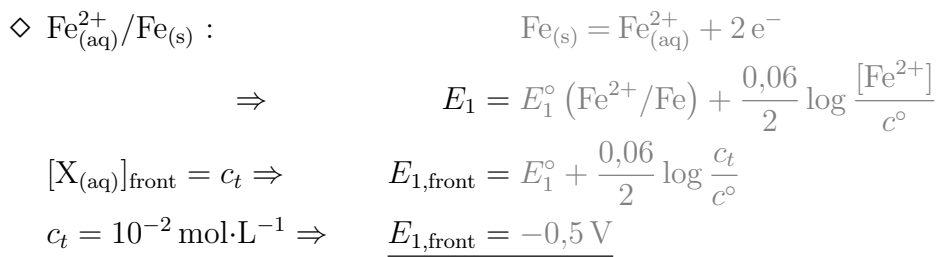 ◇ Fe²⁺₍aq₎/Fe₍s₎ : Fe₍s₎ = Fe²⁺₍aq₎ + 2 e⁻
⇒ E₁ = E₁° (Fe²⁺/Fe) + 0,06/2 log [Fe²⁺]/c°
[X₍aq₎]front = cₜ ⇒ E₁,front = E₁° + 0,06/2 log cₜ/c°
cₜ = 10⁻² mol·L⁻¹ ⇒ E₁,front = −0,5 V